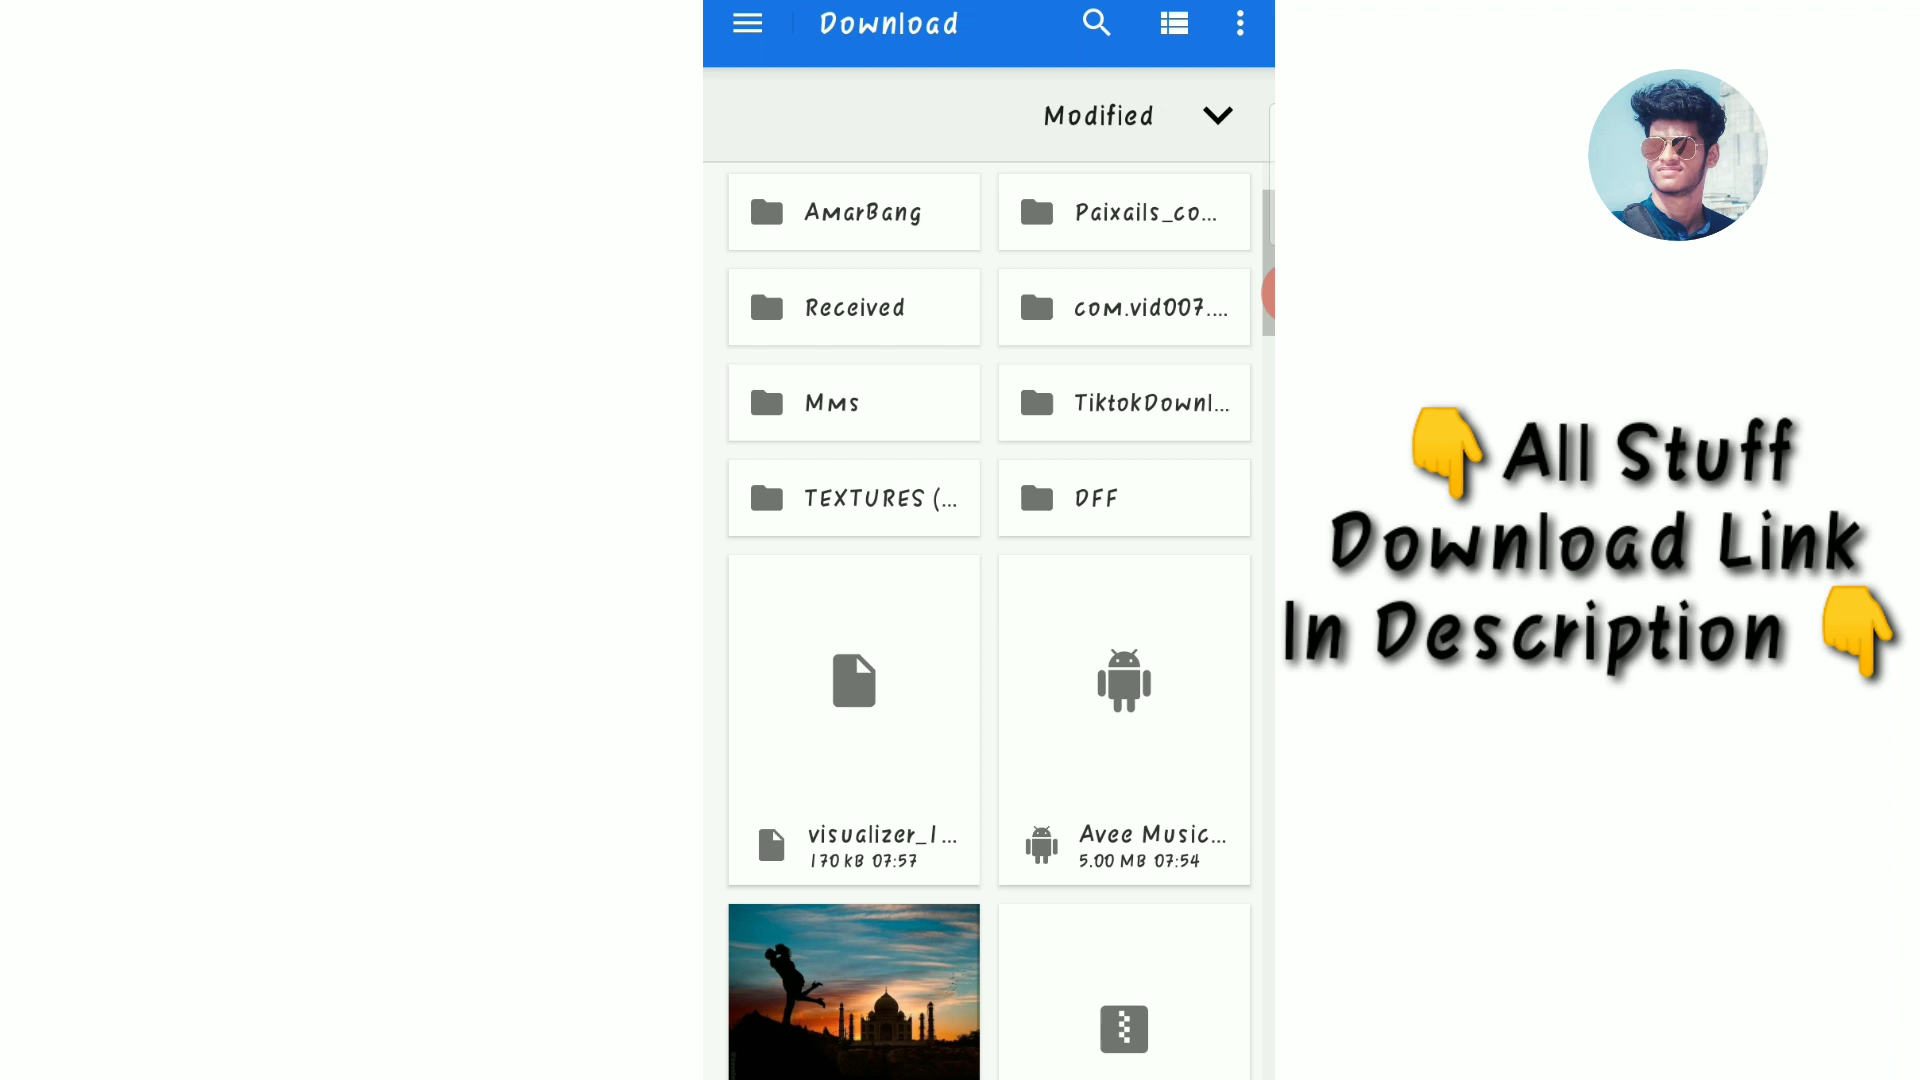 Download
Modified
AmarBang
Paixails_co...
Received
com.vid007....
Mms
TiktokDownl...
TEXTURES (...
DFF
visualizer_1...
170 kB 07:57
Avee Music...
5.00 MB 07:54
👇All Stuff
Download Link
In Description 👇